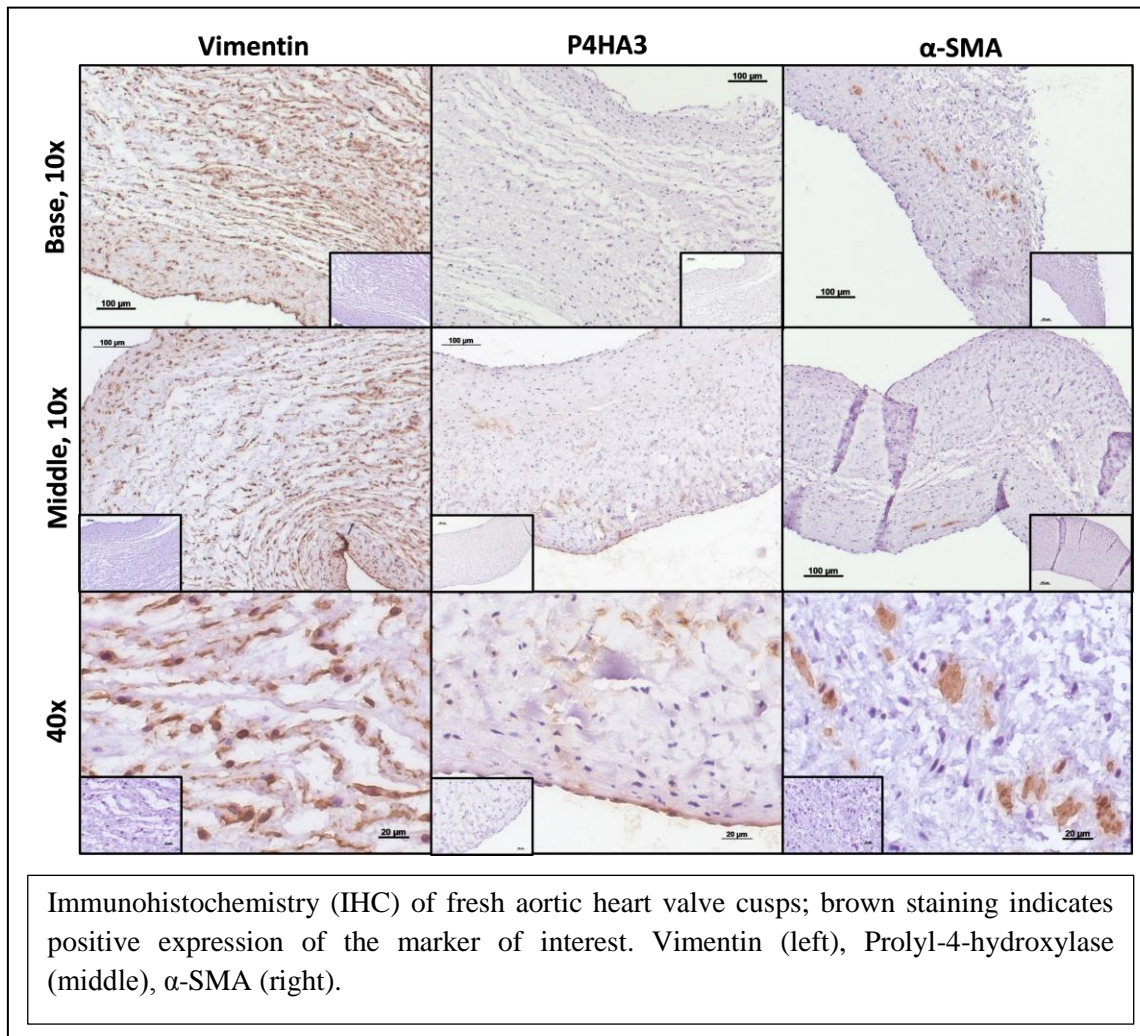 Vimentin
P4HA3
α-SMA
Base, 10x
100 µm
100 µm
100 µm
Middle, 10x
100 µm
100 µm
100 µm
40x
20 µm
20 µm
20 µm
Immunohistochemistry (IHC) of fresh aortic heart valve cusps; brown staining indicates
positive expression of the marker of interest. Vimentin (left), Prolyl-4-hydroxylase
(middle), α-SMA (right).